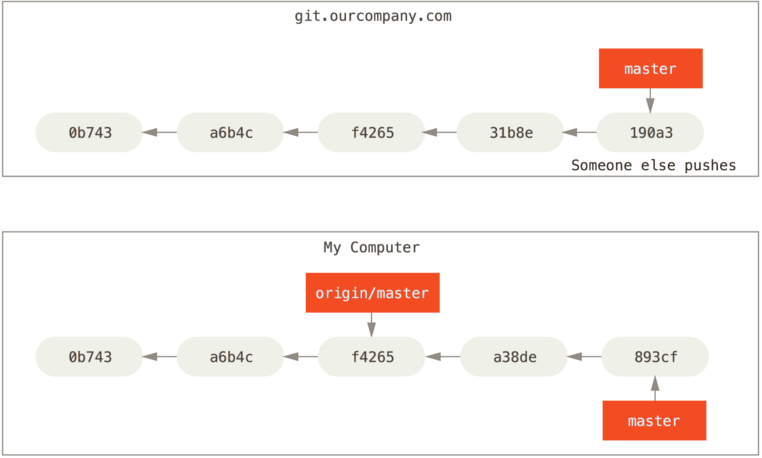 git.ourcompany.com
master
0b743 a6b4c f4265 31b8e 190a3
Someone else pushes
My Computer
origin/master
0b743 a6b4c f4265 a38de 893cf
master